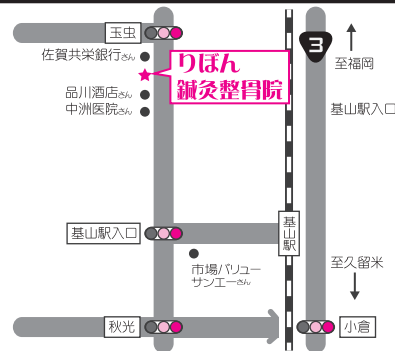 玉虫
佐賀共栄銀行さん
りぼん
鍼灸整骨院
3
至福岡
品川酒店さん
中洲医院さん
基山駅入口
基山駅入口
基山駅
市場バリュー
サンエーさん
至久留米
秋光
小倉